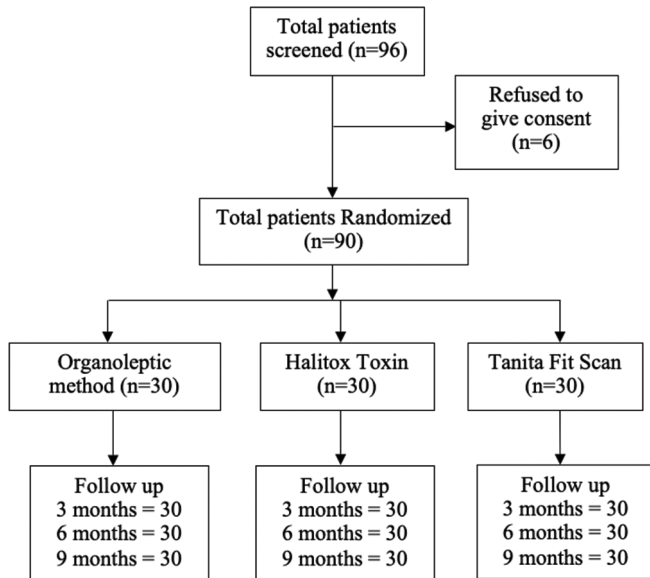 Total patients
screened (n=96)
Refused to
give consent
(n=6)
Total patients Randomized
(n=90)
Organoleptic
method (n=30)
Halitox Toxin
(n=30)
Tanita Fit Scan
(n=30)
Follow up
3 months = 30
6 months = 30
9 months = 30
Follow up
3 months = 30
6 months = 30
9 months = 30
Follow up
3 months = 30
6 months = 30
9 months = 30